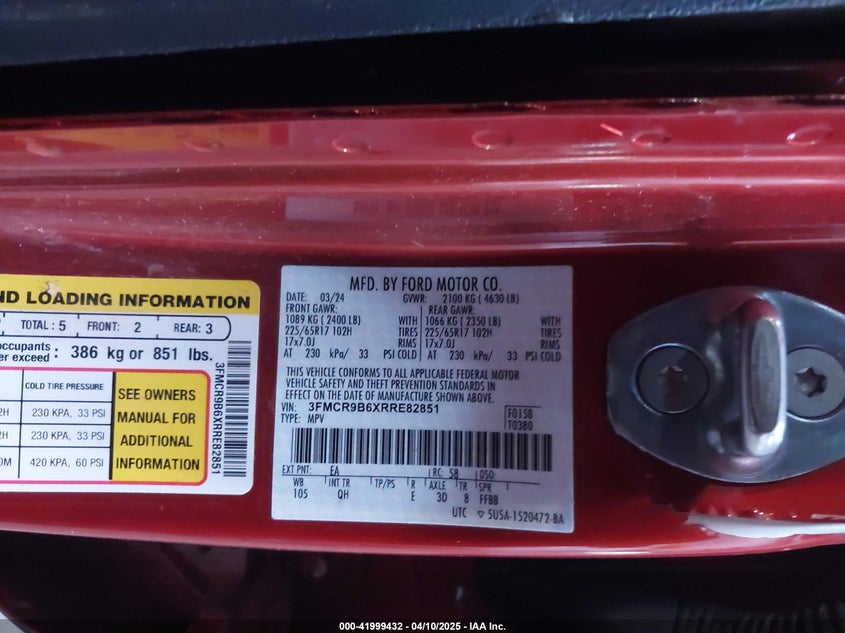 ND LOADING INFORMATION
TOTAL: 5 FRONT: 2 REAR: 3
occupants
er exceed : 386 kg or 851 lbs.
COLD TIRE PRESSURE
2H 230 KPA, 33 PSI
2H 230 KPA, 33 PSI
0M 420 KPA, 60 PSI
SEE OWNERS
MANUAL FOR
ADDITIONAL
INFORMATION
3FMCR9B6XRRE82851
MFD. BY FORD MOTOR CO.
DATE: 03/24 GVWR: 2100 KG ( 4630 LB)
FRONT GAWR: REAR GAWR:
1089 KG ( 2400 LB) WITH 1066 KG ( 2350 LB) WITH
225/65R17 102H TIRES 225/65R17 102H TIRES
17x7.0J RIMS 17x7.0J RIMS
AT 230 kPa/ 33 PSI COLD AT 230 kPa/ 33 PSI COLD
THIS VEHICLE CONFORMS TO ALL APPLICABLE FEDERAL MOTOR
VEHICLE SAFETY AND THEFT PREVENTION STANDARDS IN
EFFECT ON THE DATE OF MANUFACTURE SHOWN ABOVE.
VIN: 3FMCR9B6XRRE82851 F0158
TYPE: MPV T0380
EXT PNT: EA RC: 58 DSO:
WB INT TR TP/PS R AXLE TR SPR
105 QH E 3D 8 FFBB
UTC ▽ 5U5A-1520472-BA
000-41999432 - 04/10/2025 - IAA Inc.